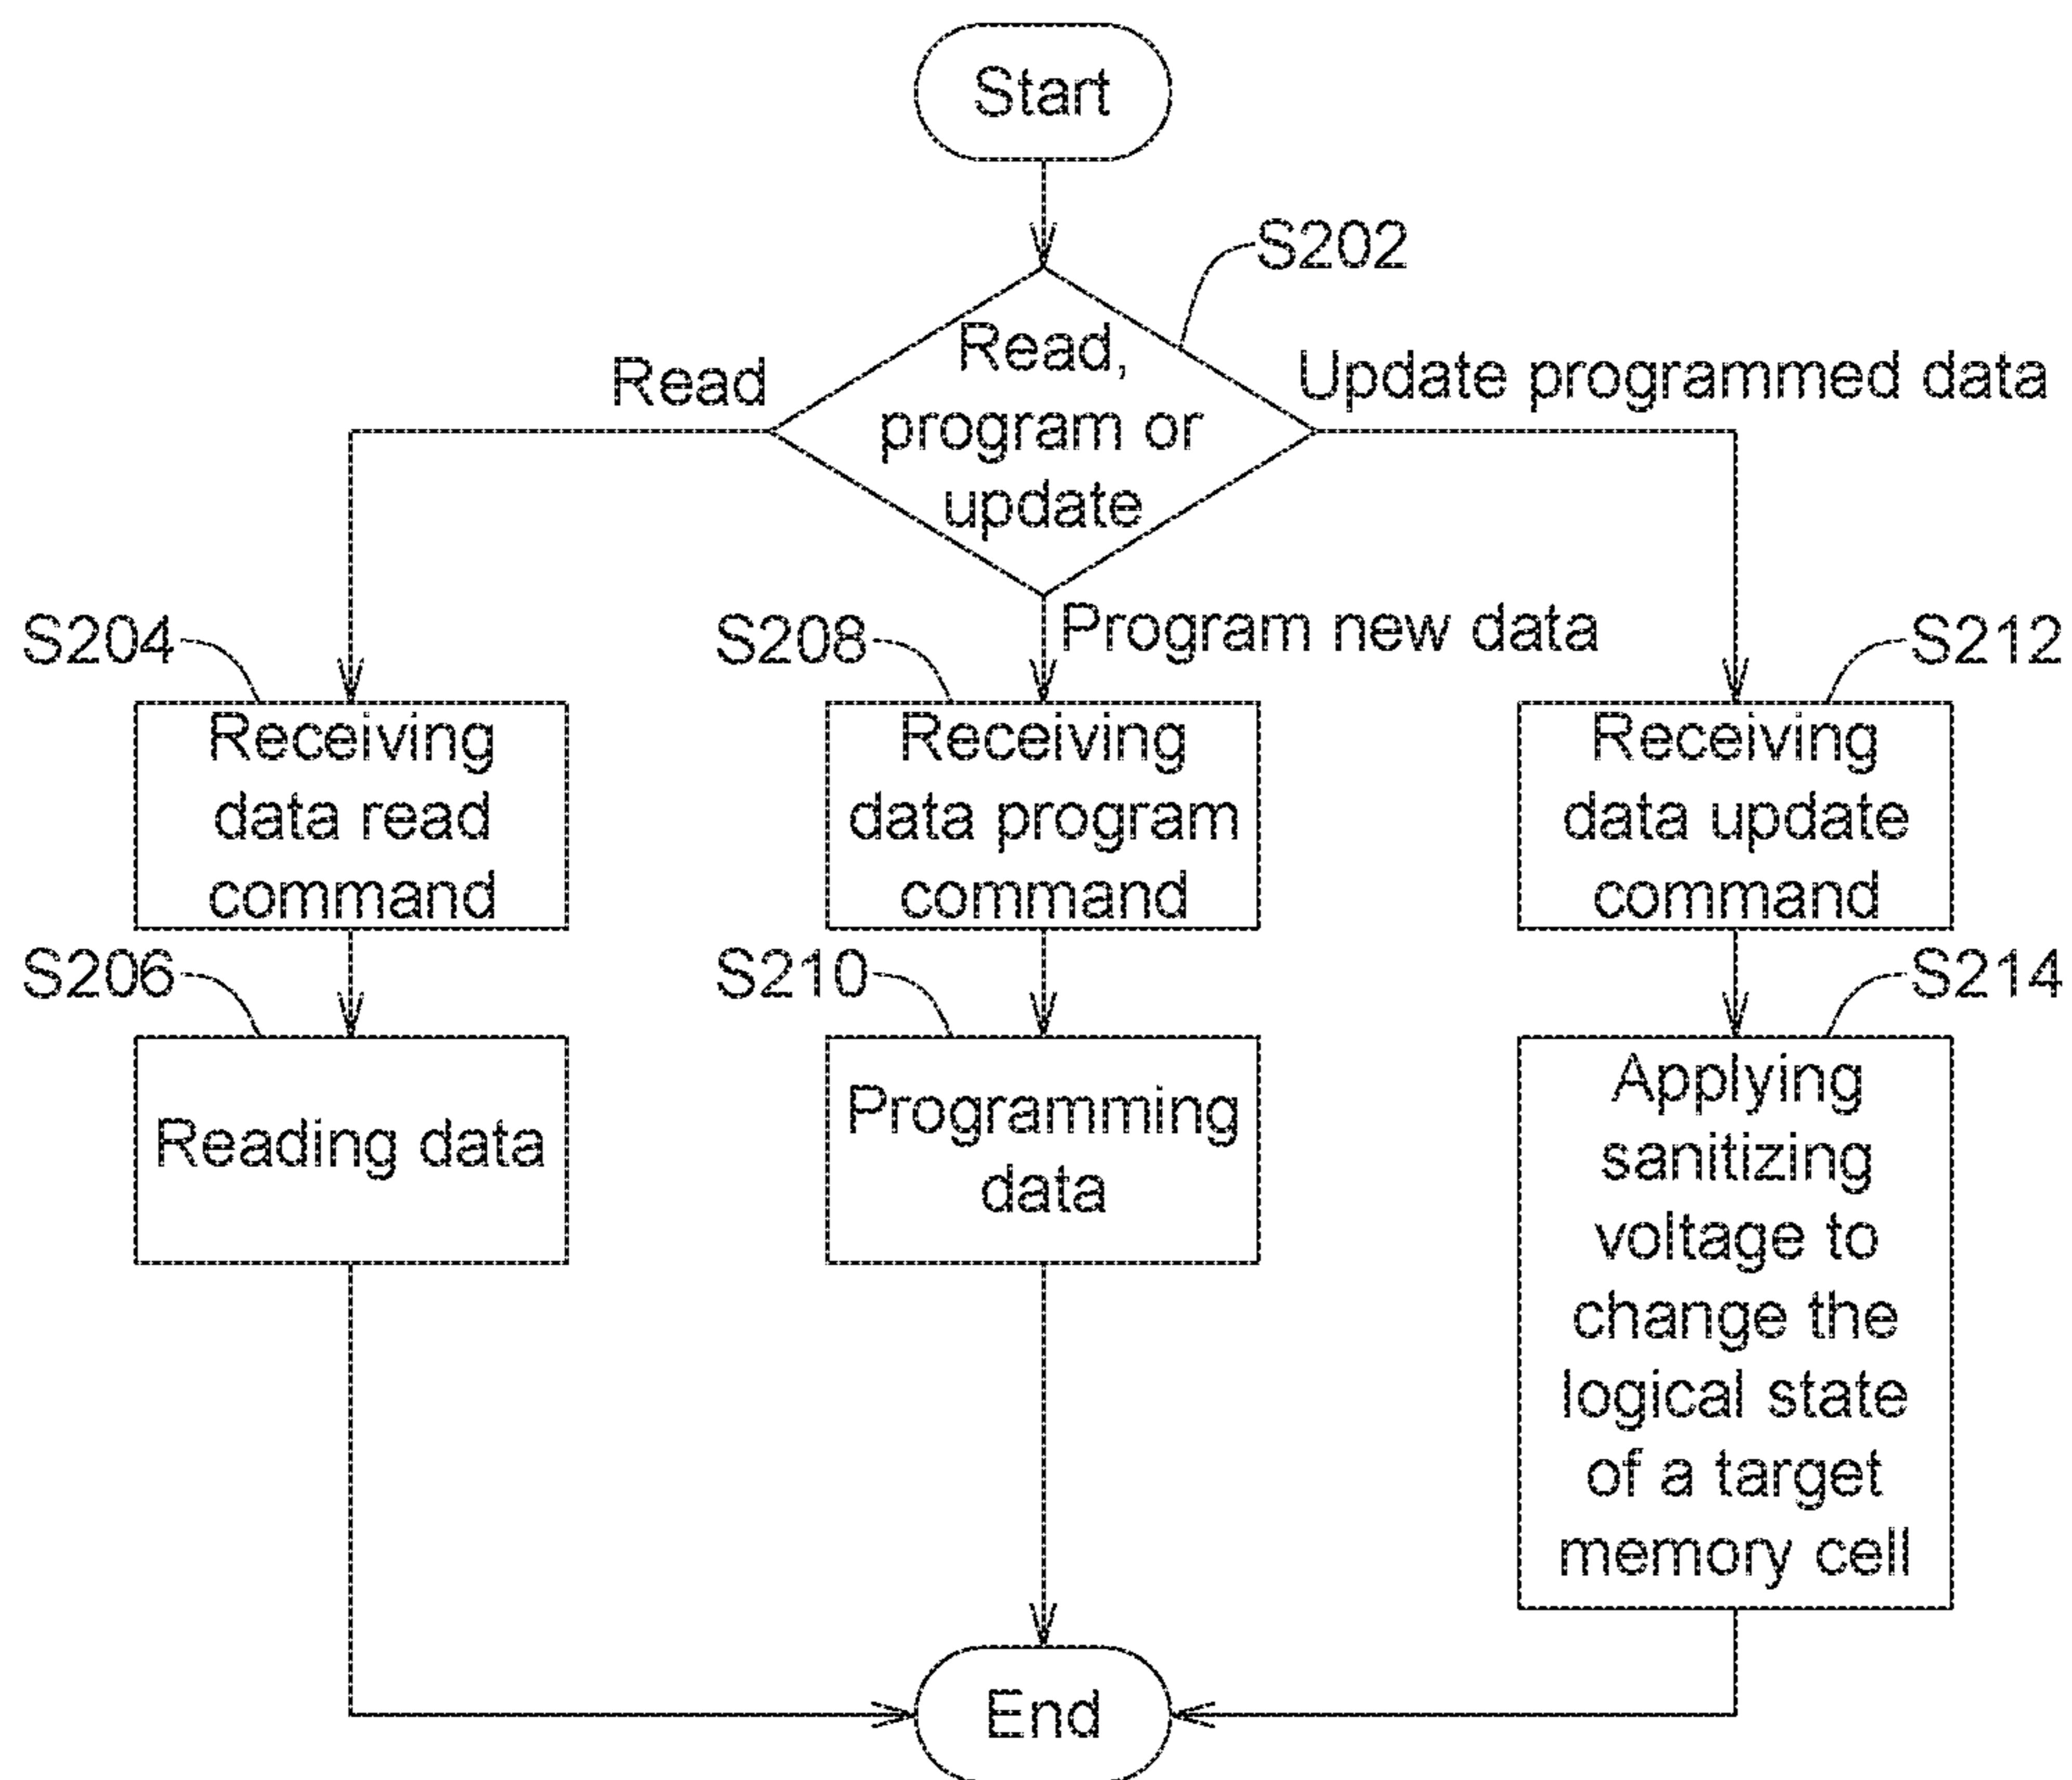 Start
S202
Read,
program or
update
Read
Update programmed data
Program new data
S204
Receiving
data read
command
S208
Receiving
data program
command
S212
Receiving
data update
command
S206
Reading data
S210
Programming
data
S214
Applying
sanitizing
voltage to
change the
logical state
of a target
memory cell
End